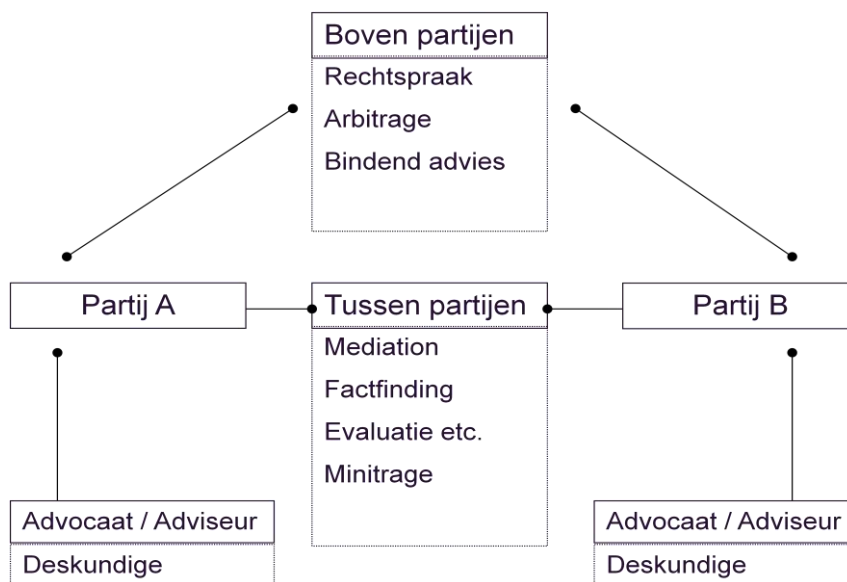 Boven partijen
Rechtspraak
Arbitrage
Bindend advies
Partij A
Tussen partijen
Partij B
Mediation
Factfinding
Evaluatie etc.
Minitrage
Advocaat / Adviseur
Deskundige
Advocaat / Adviseur
Deskundige